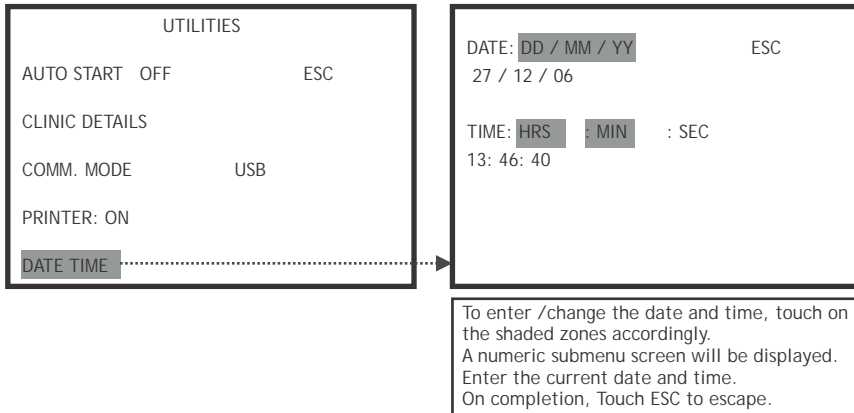 UTILITIES
AUTO START OFF ESC
CLINIC DETAILS
COMM. MODE USB
PRINTER: ON
DATE TIME
DATE: DD / MM / YY ESC
27 / 12 / 06
TIME: HRS : MIN : SEC
13: 46: 40
To enter /change the date and time, touch on
the shaded zones accordingly.
A numeric submenu screen will be displayed.
Enter the current date and time.
On completion, Touch ESC to escape.